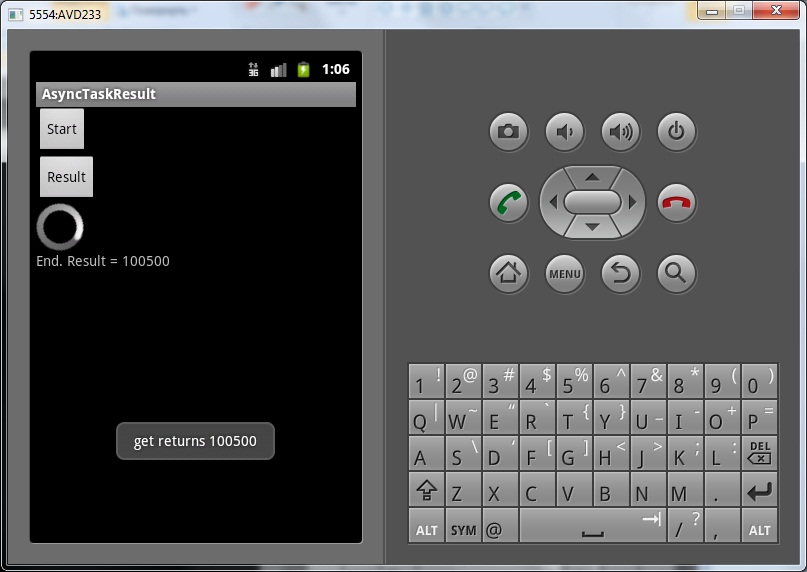 5554:AVD233
3G 1:06
AsyncTaskResult
Start
Result
End. Result = 100500
get returns 100500
MENU
1 ! 2 @ 3 # 4 $ 5 % 6 ^ 7 & 8 * 9 ( 0 )
Q | W ~ E “ R ` T { Y } U _ I - O + P =
A S \ D ‘ F [ G ] H < J > K ; L : DEL
Z X C V B N M .
ALT SYM @ / ? , ALT